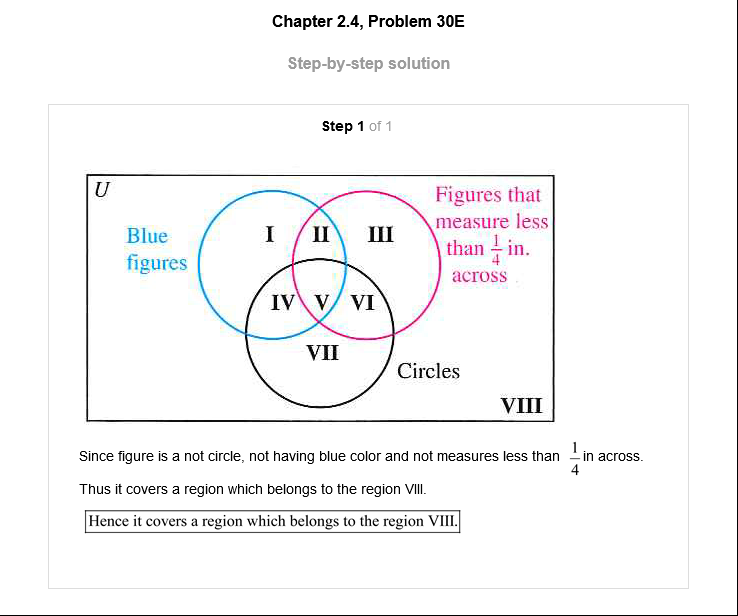 Chapter 2.4, Problem 30E
Step-by-step solution
Step 1 of 1
U
Blue
figures
I
II
III
Figures that
measure less
than 1/4 in.
across
IV
V
VI
VII
Circles
VIII
Since figure is a not circle, not having blue color and not measures less than 1/4 in across.
Thus it covers a region which belongs to the region VIII.
Hence it covers a region which belongs to the region VIII.